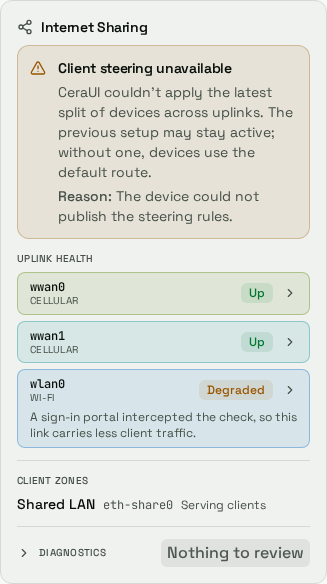 Internet Sharing
Client steering unavailable
CeraUI couldn't apply the latest
split of devices across uplinks. The
previous setup may stay active;
without one, devices use the
default route.
Reason: The device could not
publish the steering rules.
UPLINK HEALTH
wwan0
CELLULAR
Up
wwan1
CELLULAR
Up
wlan0
WI-FI
Degraded
A sign-in portal intercepted the check, so this
link carries less client traffic.
CLIENT ZONES
Shared LAN eth-share0 Serving clients
DIAGNOSTICS Nothing to review